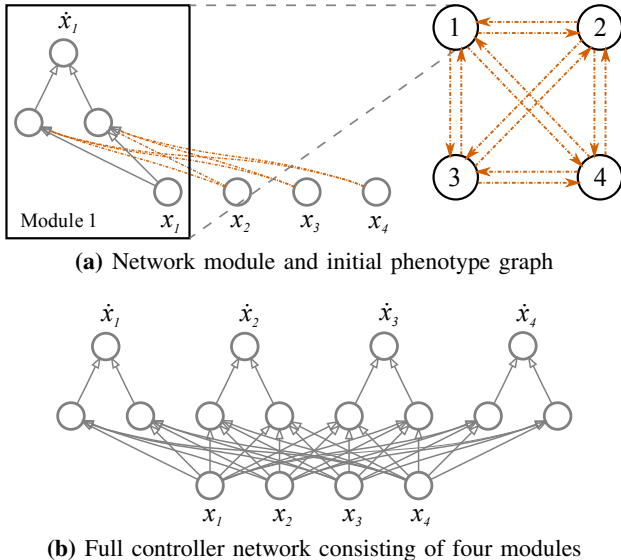 ẋ₁
1 2
3 4
Module 1
x₁ x₂ x₃ x₄
(a) Network module and initial phenotype graph
ẋ₁ ẋ₂ ẋ₃ ẋ₄
x₁ x₂ x₃ x₄
(b) Full controller network consisting of four modules